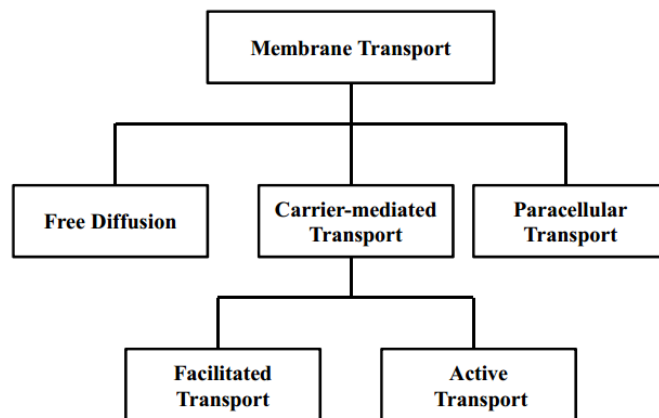 Membrane Transport
Free Diffusion
Carrier-mediated
Transport
Paracellular
Transport
Facilitated
Transport
Active
Transport